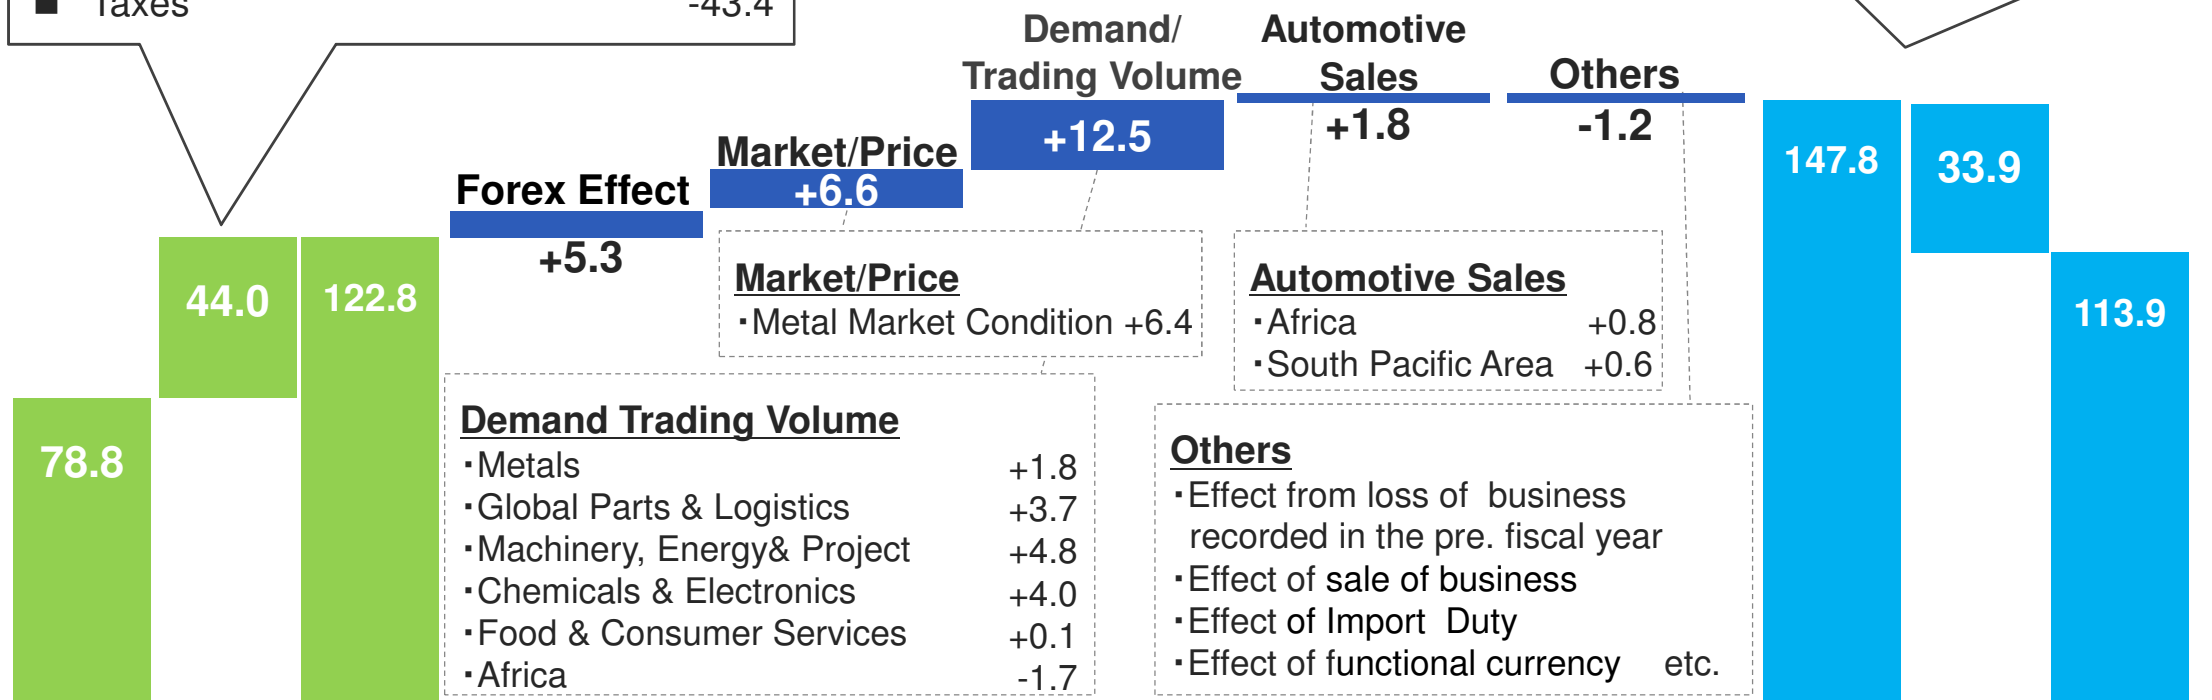 ■ Taxes -43.4
Demand/
Trading Volume
+12.5
Automotive
Sales
+1.8
Others
-1.2
Market/Price
+6.6
Forex Effect
+5.3
147.8
33.9
113.9
44.0
122.8
78.8
Market/Price
・Metal Market Condition +6.4
Automotive Sales
・Africa +0.8
・South Pacific Area +0.6
Demand Trading Volume
・Metals +1.8
・Global Parts & Logistics +3.7
・Machinery, Energy& Project +4.8
・Chemicals & Electronics +4.0
・Food & Consumer Services +0.1
・Africa -1.7
Others
・Effect from loss of business
recorded in the pre. fiscal year
・Effect of sale of business
・Effect of Import Duty
・Effect of functional currency etc.